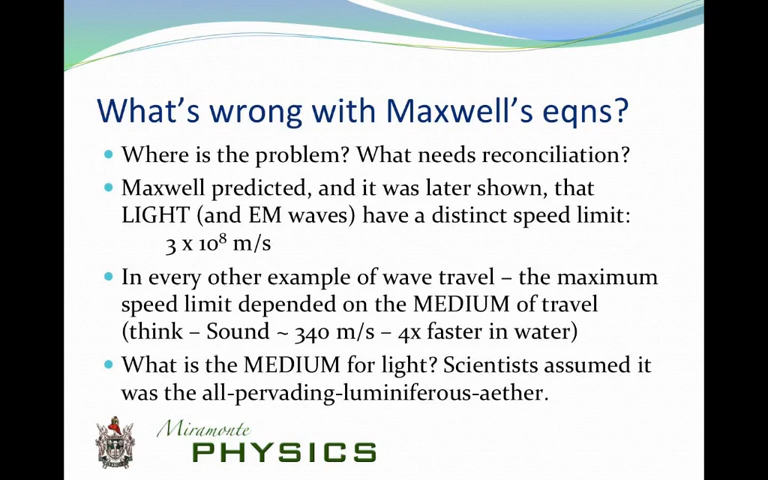 What's wrong with Maxwell's eqns?
• Where is the problem? What needs reconciliation?
• Maxwell predicted, and it was later shown, that
LIGHT (and EM waves) have a distinct speed limit:
3 x 10⁸ m/s
• In every other example of wave travel – the maximum
speed limit depended on the MEDIUM of travel
(think – Sound ~ 340 m/s – 4x faster in water)
• What is the MEDIUM for light? Scientists assumed it
was the all-pervading-luminiferous-aether.
Miramonte
PHYSICS